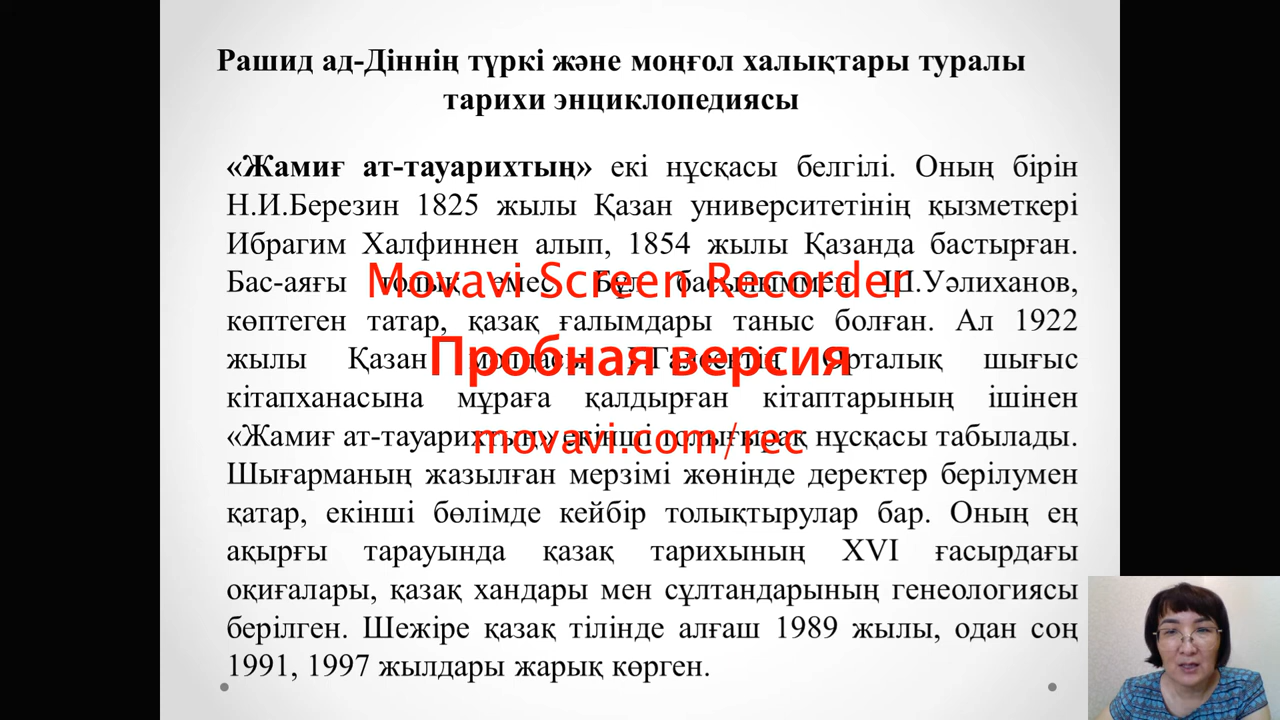 Рашид ад-Діннің түркі және моңғол халықтары туралы
тарихи энциклопедиясы
«Жамиғ ат-тауарихтың» екі нұсқасы белгілі. Оның бірін
Н.И.Березин 1825 жылы Қазан университетінің қызметкері
Ибрагим Халфиннен алып, 1854 жылы Қазанда бастырған.
Бас-аяғы толық емес Бұл басылыммен Ш.Уәлиханов,
Movavi Screen Recorder
көптеген татар, қазақ ғалымдары таныс болған. Ал 1922
жылы Қазан молдасы Орталық шығыс
Пробная версия
кітапханасына мұраға қалдырған кітаптарының ішінен
«Жамиғ ат-тауарихтың» екінші толығырақ нұсқасы табылады.
movavi.com/rec
Шығарманың жазылған мерзімі жөнінде деректер берілумен
қатар, екінші бөлімде кейбір толықтырулар бар. Оның ең
ақырғы тарауында қазақ тарихының XVI ғасырдағы
оқиғалары, қазақ хандары мен сұлтандарының генеологиясы
берілген. Шежіре қазақ тілінде алғаш 1989 жылы, одан соң
1991, 1997 жылдары жарық көрген.